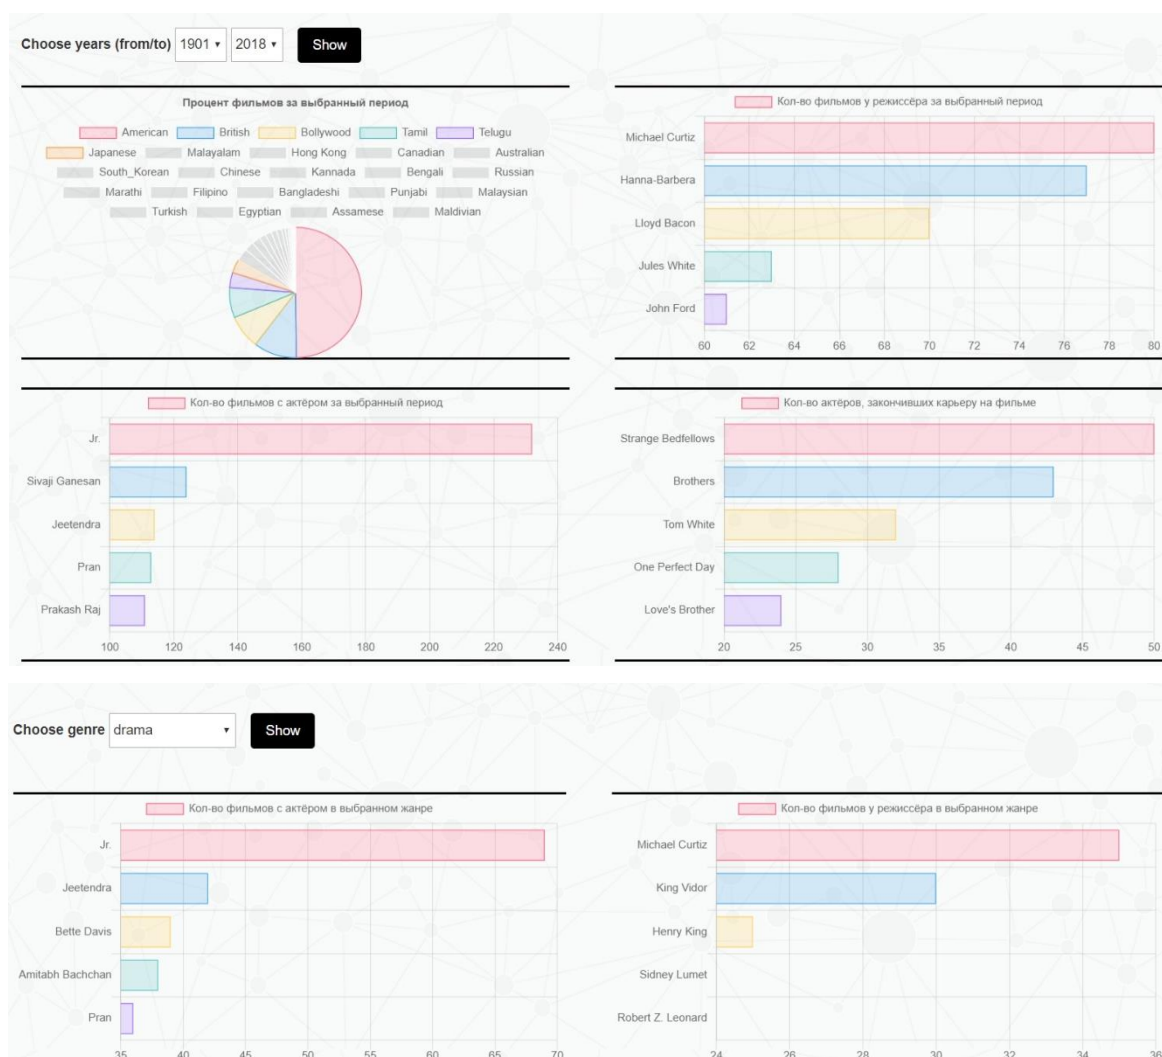 Choose years (from/to) 1901 2018 Show
Процент фильмов за выбранный период
American British Bollywood Tamil Telugu
Japanese Malayalam Hong Kong Canadian Australian
South_Korean Chinese Kannada Bengali Russian
Marathi Filipino Bangladeshi Punjabi Malaysian
Turkish Egyptian Assamese Maldivian
Кол-во фильмов у режиссёра за выбранный период
Michael Curtiz
Hanna-Barbera
Lloyd Bacon
Jules White
John Ford
60 62 64 66 68 70 72 74 76 78 80
Кол-во фильмов с актёром за выбранный период
Jr.
Sivaji Ganesan
Jeetendra
Pran
Prakash Raj
100 120 140 160 180 200 220 240
Кол-во актёров, закончивших карьеру на фильме
Strange Bedfellows
Brothers
Tom White
One Perfect Day
Love's Brother
20 25 30 35 40 45 50
Choose genre drama Show
Кол-во фильмов с актёром в выбранном жанре
Jr.
Jeetendra
Bette Davis
Amitabh Bachchan
Pran
35 40 45 50 55 60 65 70
Кол-во фильмов у режиссёра в выбранном жанре
Michael Curtiz
King Vidor
Henry King
Sidney Lumet
Robert Z. Leonard
24 26 28 30 32 34 36